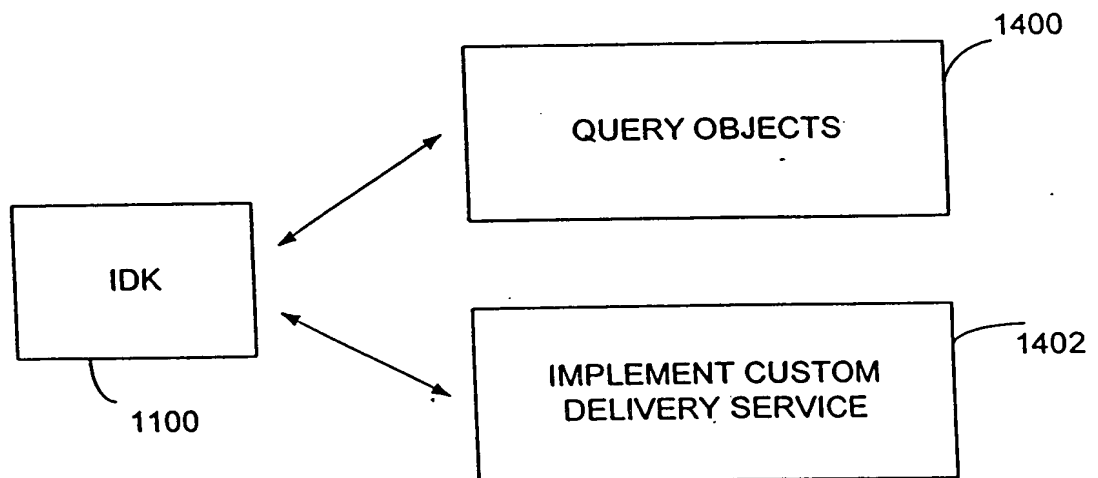 1400
QUERY OBJECTS
IDK
1402
IMPLEMENT CUSTOM
DELIVERY SERVICE
1100